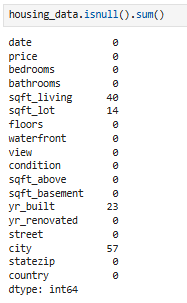 housing_data.isnull().sum()
date 0
price 0
bedrooms 0
bathrooms 0
sqft_living 40
sqft_lot 14
floors 0
waterfront 0
view 0
condition 0
sqft_above 0
sqft_basement 0
yr_built 23
yr_renovated 0
street 0
city 57
statezip 0
country 0
dtype: int64